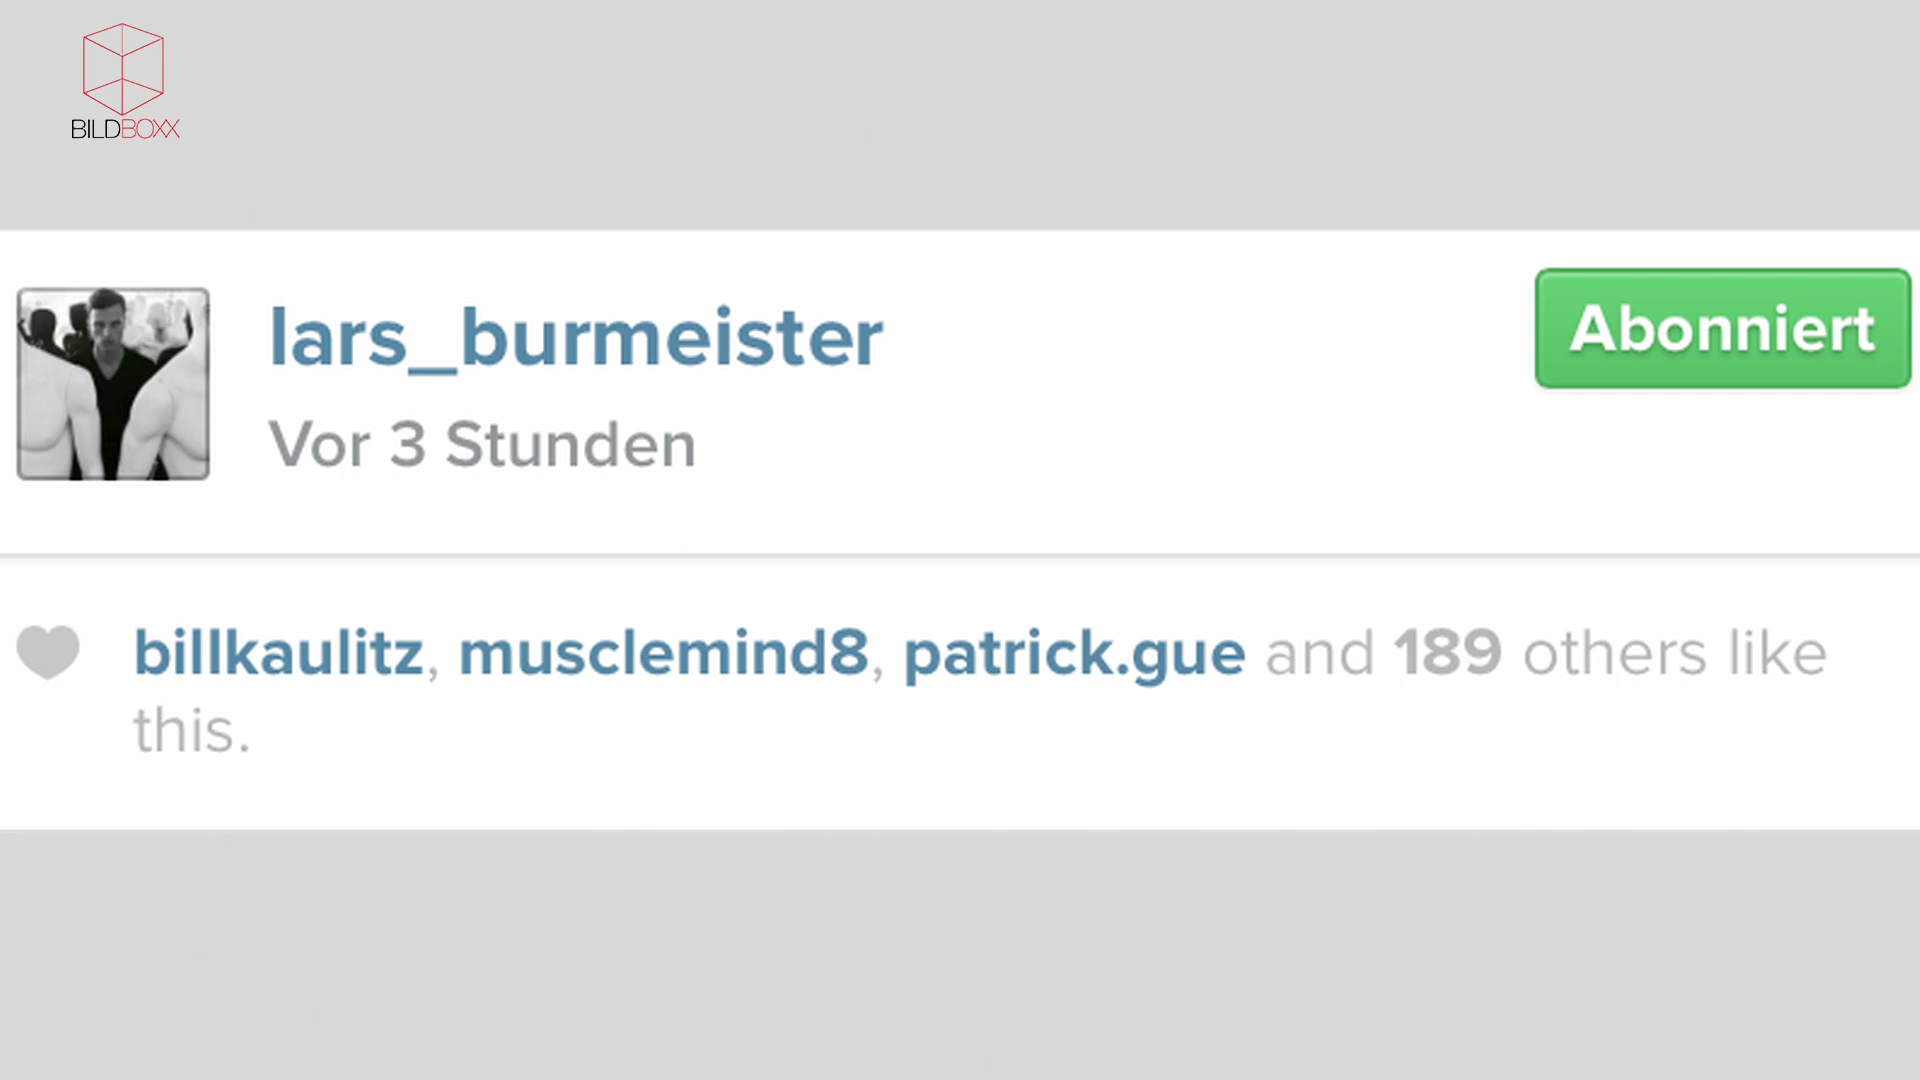 BILDBOXX
lars_burmeister
Abonniert
Vor 3 Stunden
billkaulitz, musclemind8, patrick.gue and 189 others like
this.